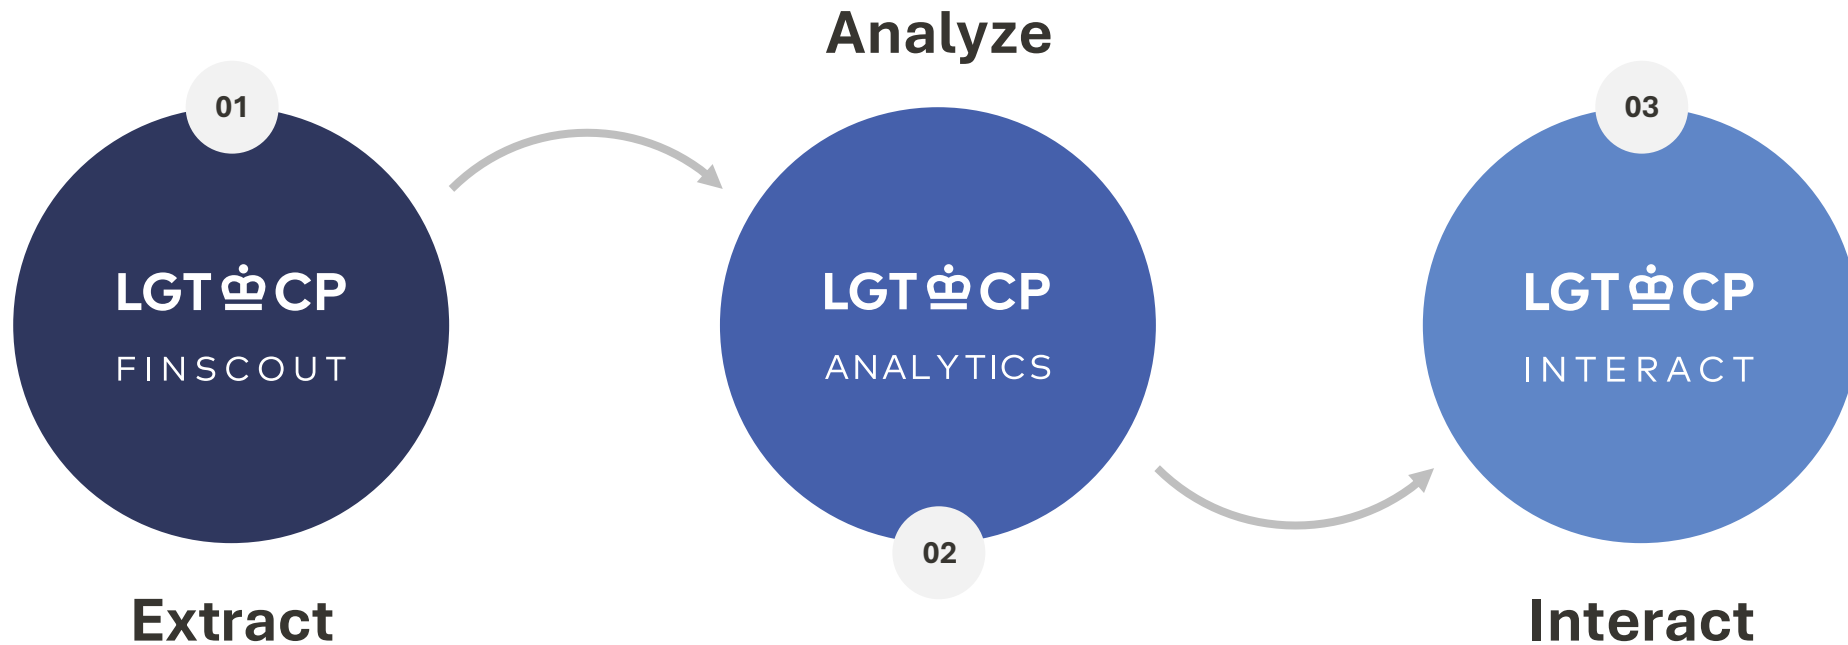 01
LGT CP
FINSCOUT
Extract
Analyze
LGT CP
ANALYTICS
02
03
LGT CP
INTERACT
Interact